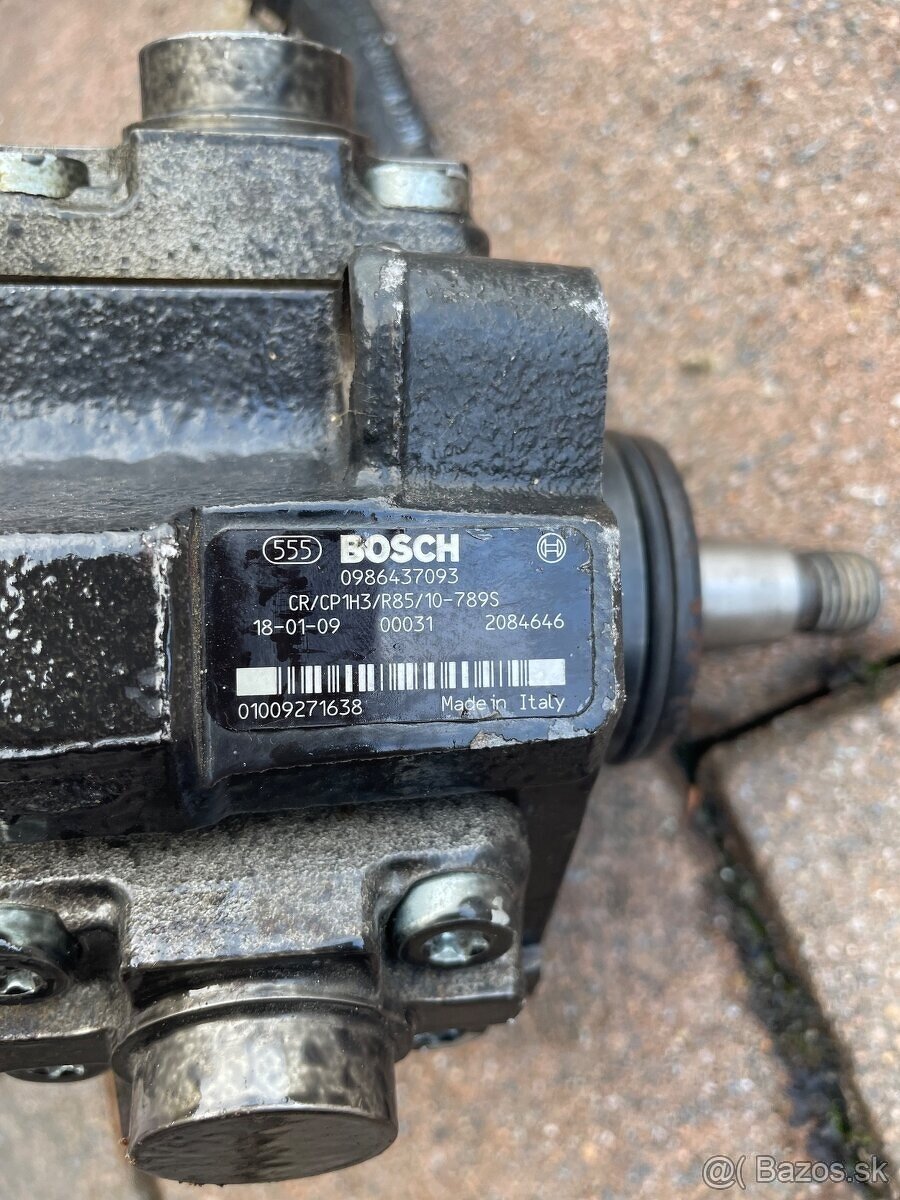 555 BOSCH
0986437093
CR/CP1H3/R85/10-789S
18-01-09 00031 2084646
01009271638 Made in Italy
@( Bazos.sk